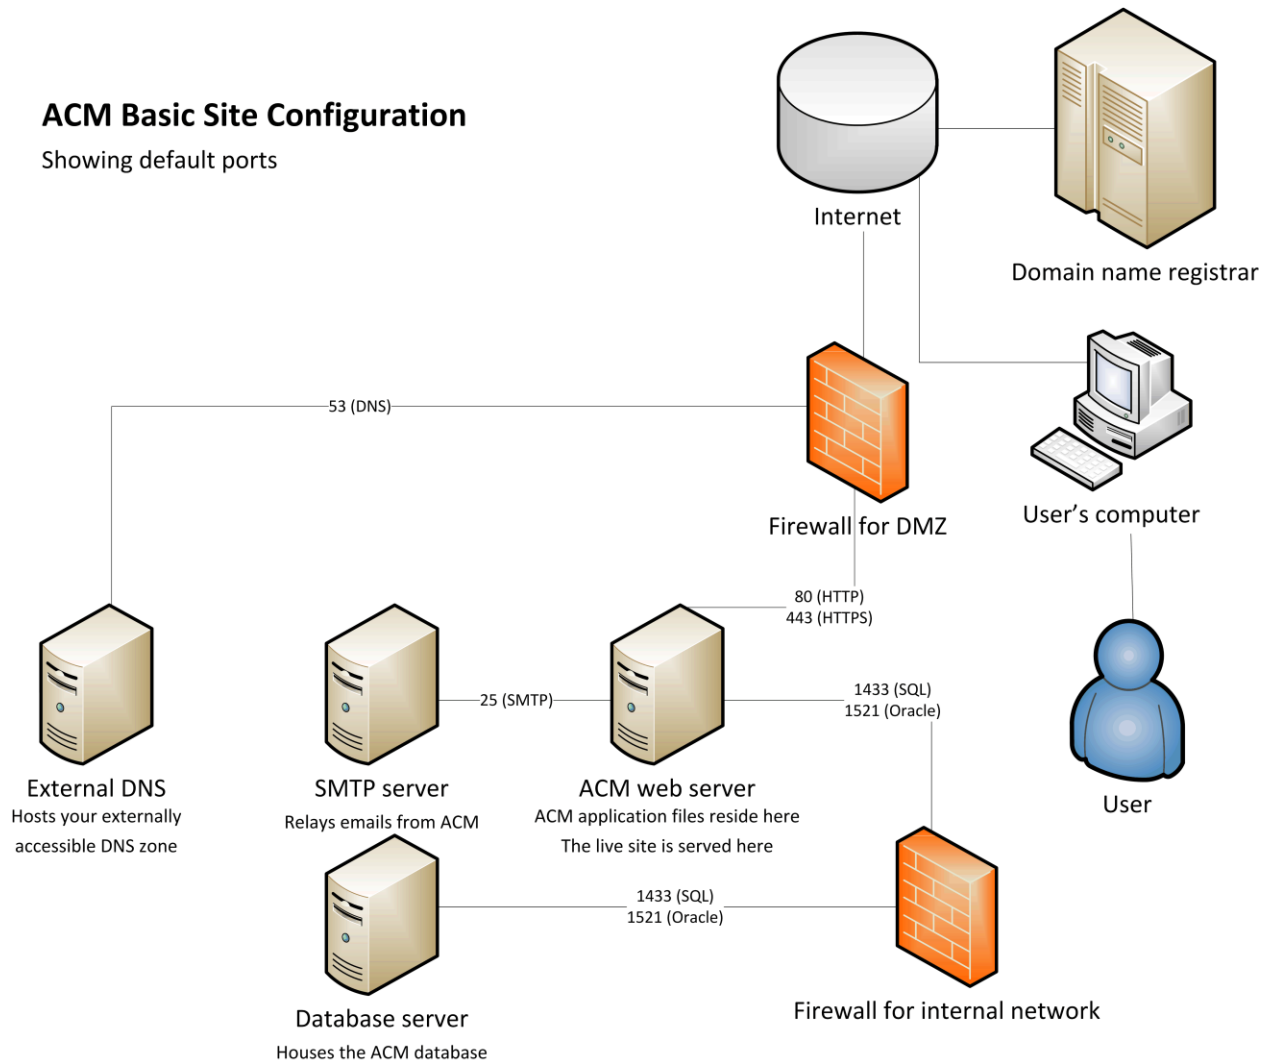 ACM Basic Site Configuration
Showing default ports
Internet
Domain name registrar
53 (DNS)
Firewall for DMZ
User’s computer
80 (HTTP)
443 (HTTPS)
25 (SMTP)
1433 (SQL)
1521 (Oracle)
External DNS
Hosts your externally
accessible DNS zone
SMTP server
Relays emails from ACM
ACM web server
ACM application files reside here
The live site is served here
User
1433 (SQL)
1521 (Oracle)
Database server
Houses the ACM database
Firewall for internal network